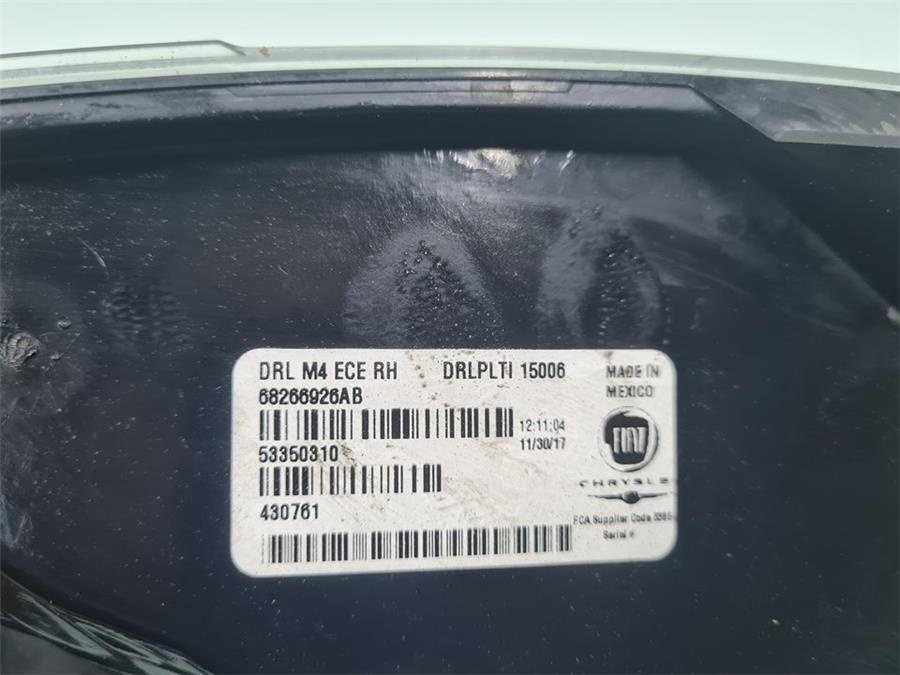 DRL M4 ECE RH DRLPLTI 15006
MADE IN
MEXICO
68266926AB
12:11:04
11/30/17
53350310
FIAT
430761
FCA Supplier Code
Serial #